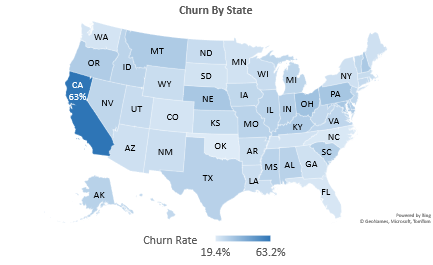 Churn By State
WA
MT
ND
MN
OR
ID
SD
WI
MI
NY
WY
CA
63%
NE
IA
PA
NV
UT
IL
IN
OH
CO
KS
MO
KY
VA
AZ
NM
OK
AR
NC
SC
TX
MS
AL
GA
LA
AK
FL
Powered by Bing
© GeoNames, Microsoft, TomTom
Churn Rate
19.4%
63.2%